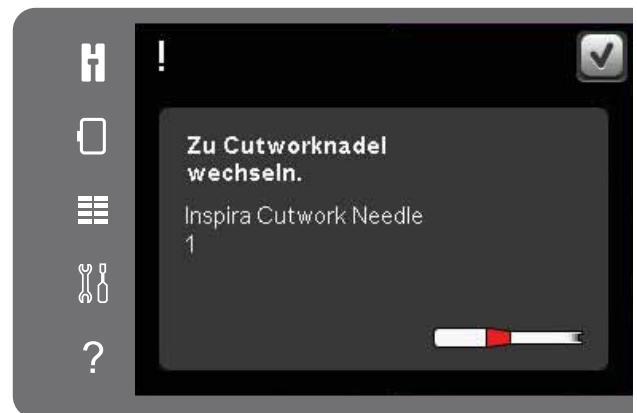 !
Zu Cutworknadel
wechseln.
Inspira Cutwork Needle
1
?